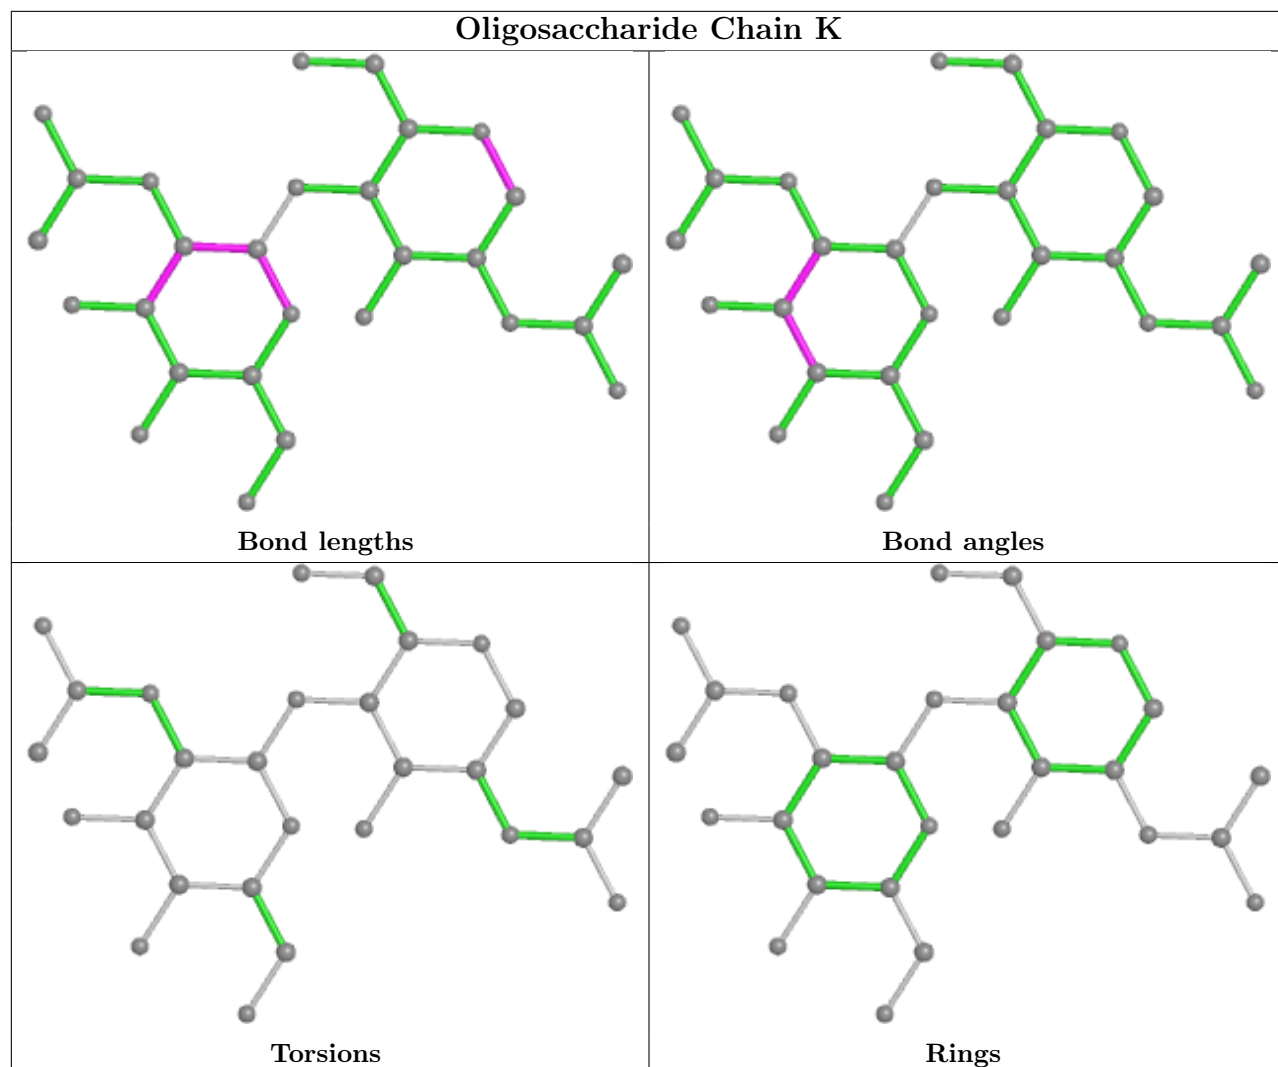 Oligosaccharide Chain K
Bond lengths
Bond angles
Torsions
Rings